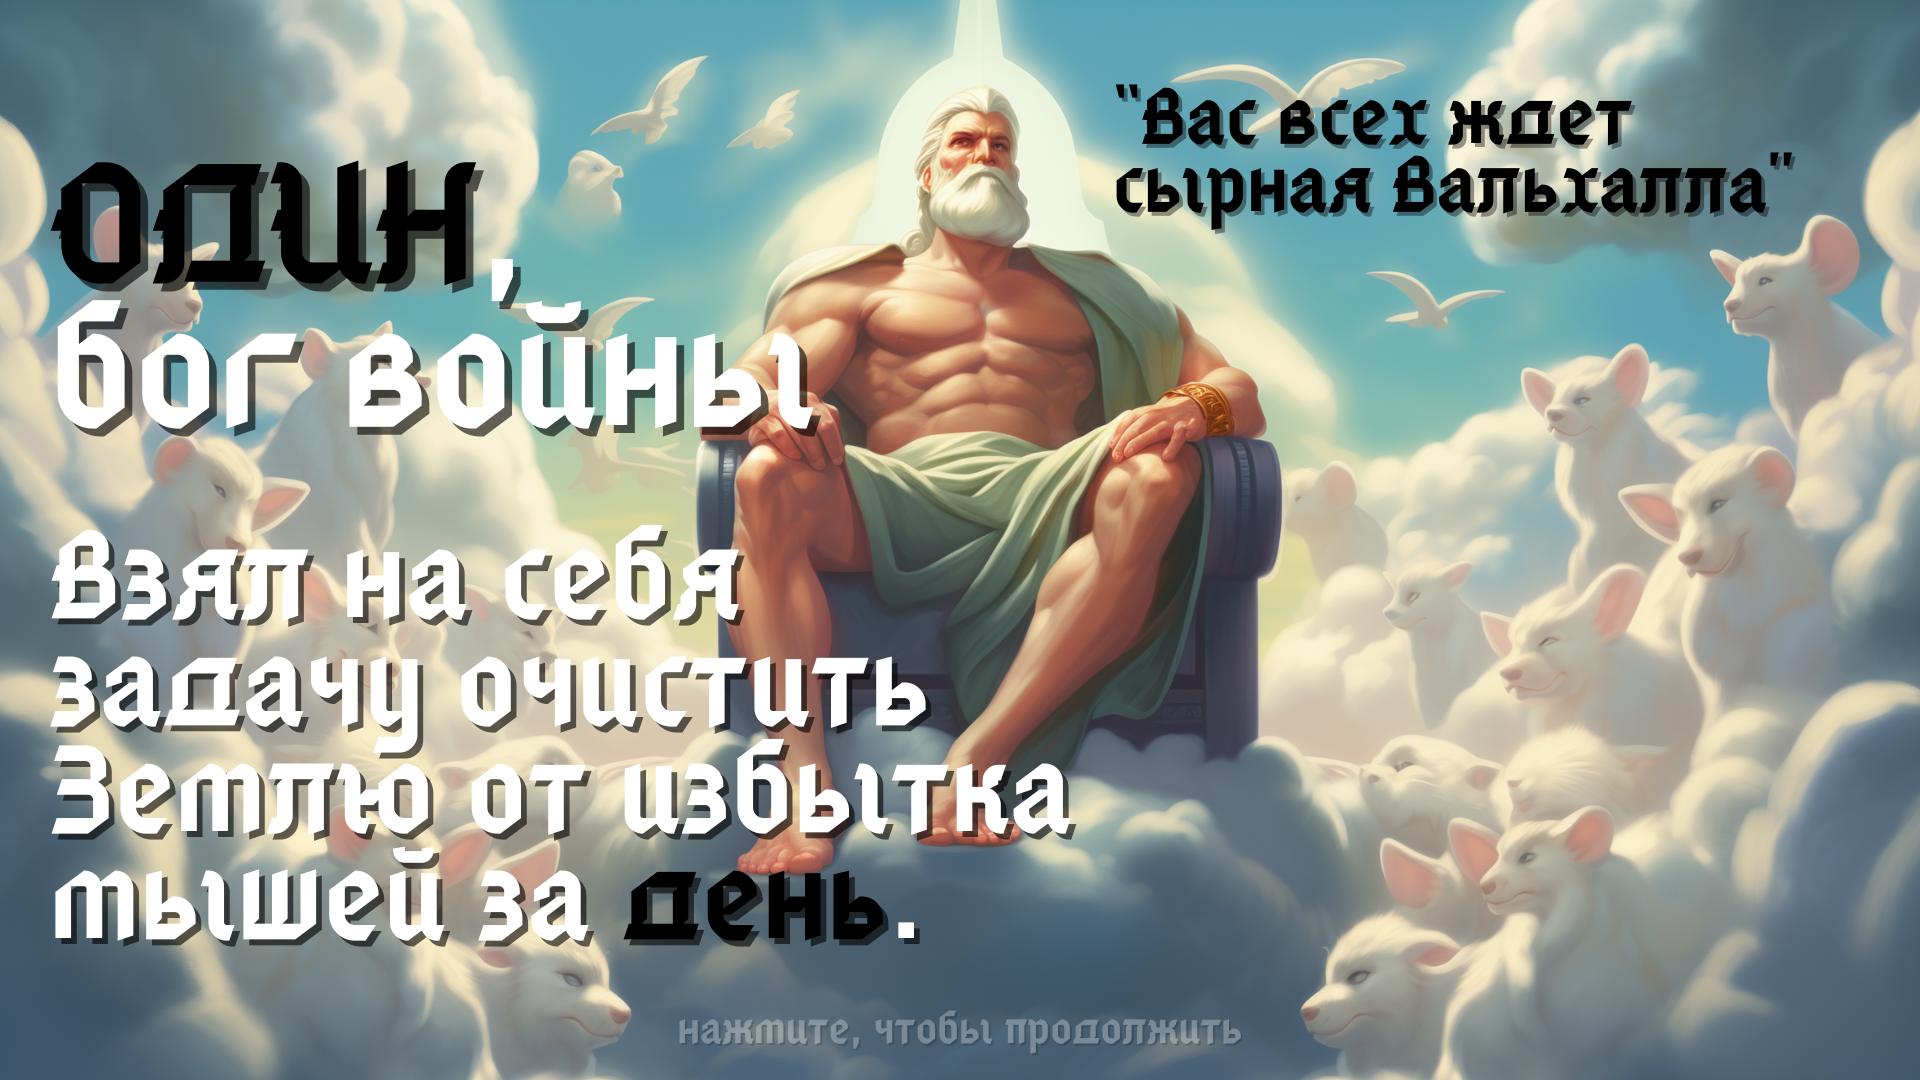 Один,
бог войны
"Вас всех ждет
сырная Вальхалла"
Взял на себя
задачу очистить
Землю от избытка
мышей за день.
нажмите, чтобы продолжить